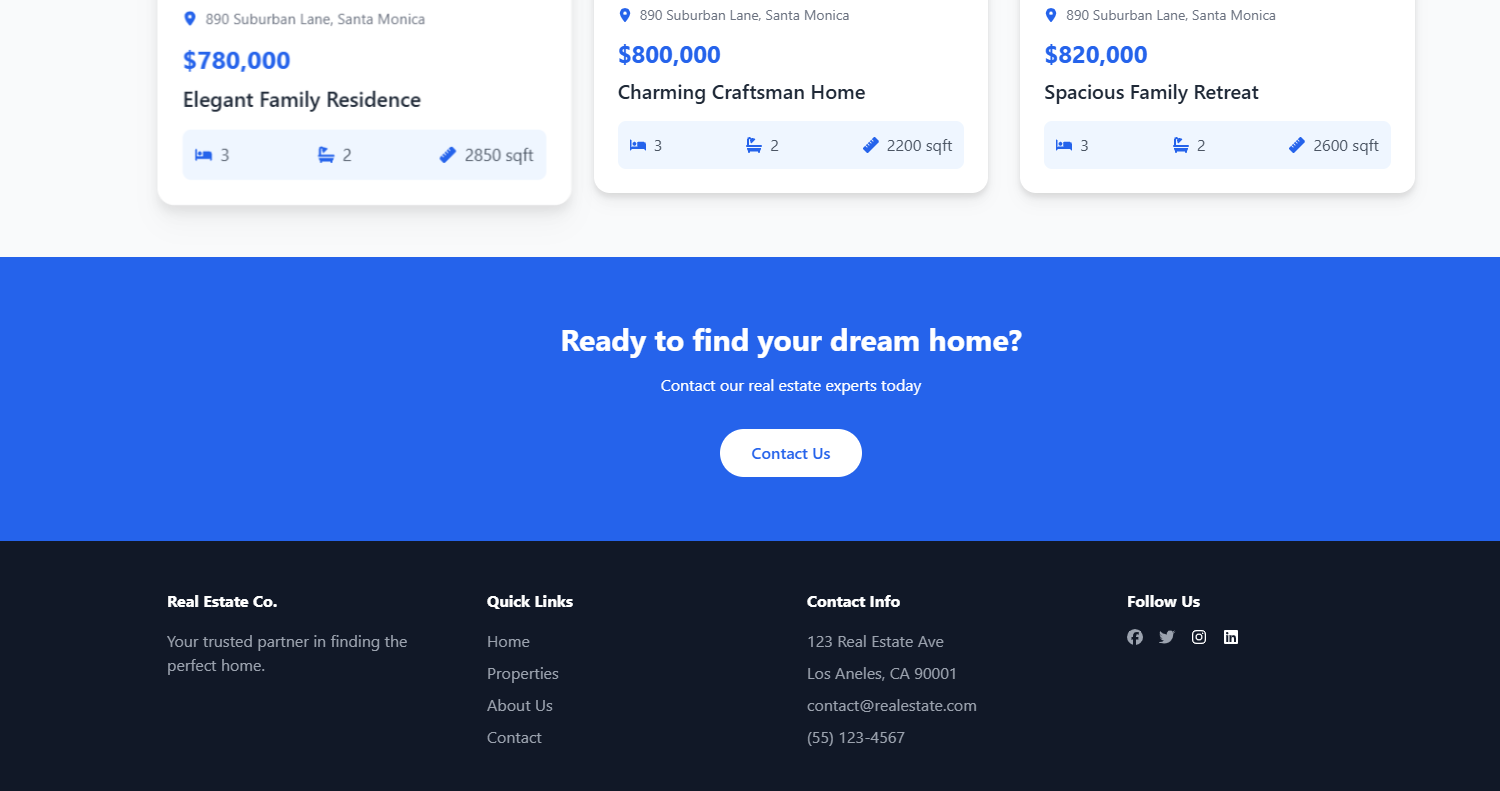 890 Suburban Lane, Santa Monica
$780,000
Elegant Family Residence
3 2 2850 sqft
890 Suburban Lane, Santa Monica
$800,000
Charming Craftsman Home
3 2 2200 sqft
890 Suburban Lane, Santa Monica
$820,000
Spacious Family Retreat
3 2 2600 sqft
Ready to find your dream home?
Contact our real estate experts today
Contact Us
Real Estate Co.
Your trusted partner in finding the
perfect home.
Quick Links
Home
Properties
About Us
Contact
Contact Info
123 Real Estate Ave
Los Aneles, CA 90001
contact@realestate.com
(55) 123-4567
Follow Us